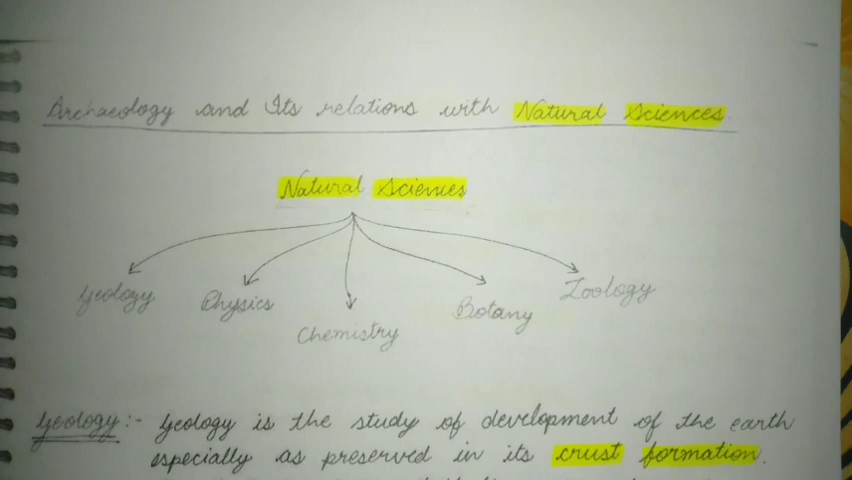 Archaeology and Its relations with Natural Sciences.
Natural Sciences
Geology Physics Chemistry Botany Zoology
Geology:- Geology is the study of development of the earth
especially as preserved in its crust formation.